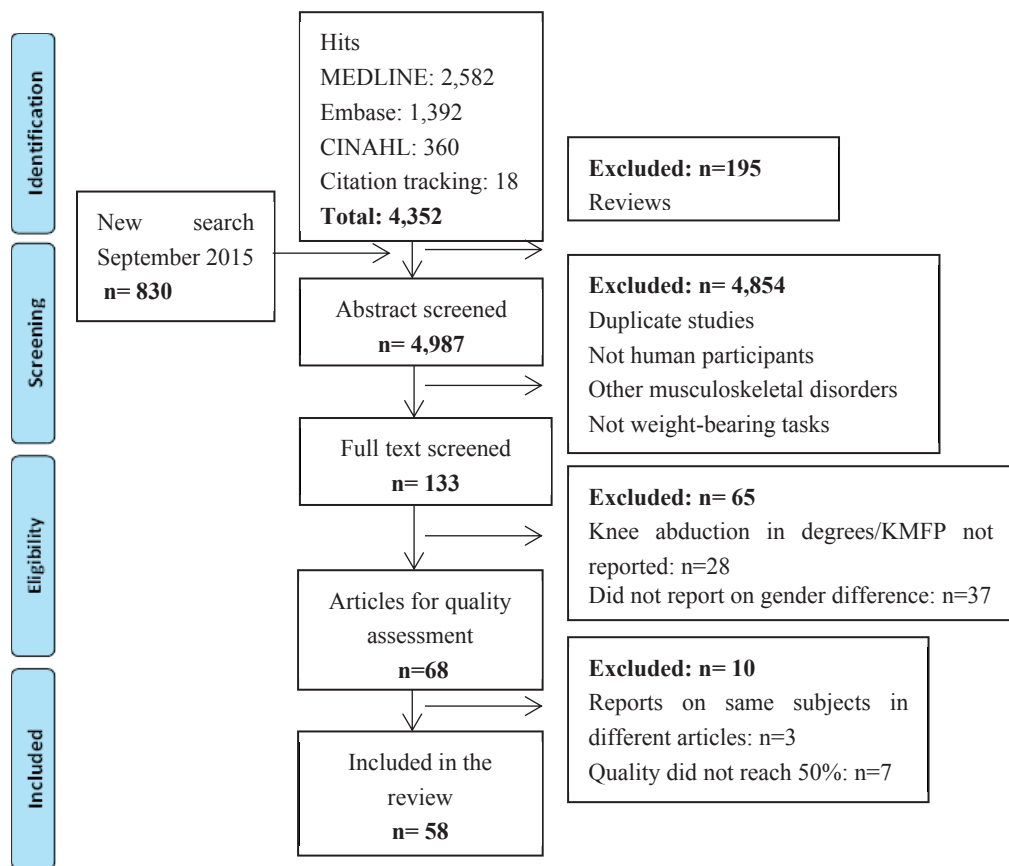 Identification
Hits
MEDLINE: 2,582
Embase: 1,392
CINAHL: 360
Citation tracking: 18
Total: 4,352
Excluded: n=195
Reviews
New search
September 2015
n= 830
Screening
Abstract screened
n= 4,987
Excluded: n= 4,854
Duplicate studies
Not human participants
Other musculoskeletal disorders
Not weight-bearing tasks
Full text screened
n= 133
Eligibility
Excluded: n= 65
Knee abduction in degrees/KMFP not
reported: n=28
Did not report on gender difference: n=37
Articles for quality
assessment
n=68
Included
Excluded: n= 10
Reports on same subjects in
different articles: n=3
Quality did not reach 50%: n=7
Included in the
review
n= 58